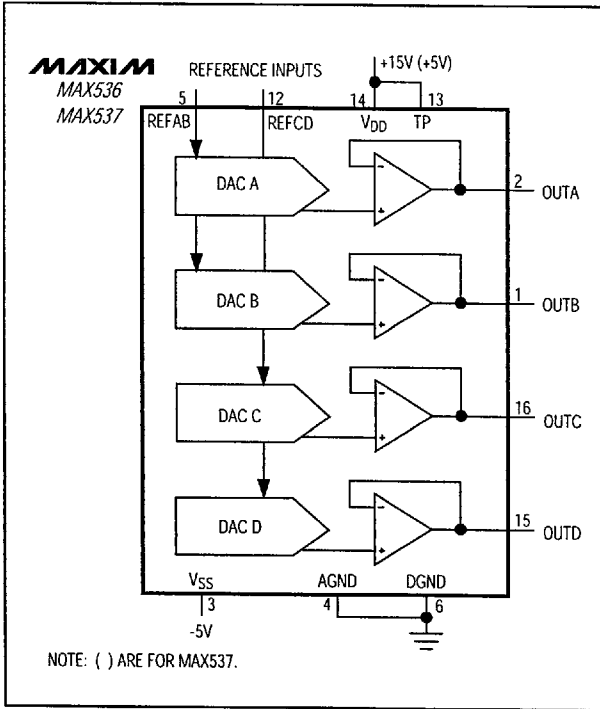 MAXIM
MAX536
MAX537
REFERENCE INPUTS
+15V (+5V)
5
12
14
13
REFAB
REFCD
VDD
TP
DAC A
-
+
2
OUTA
DAC B
-
+
1
OUTB
DAC C
-
+
16
OUTC
DAC D
-
+
15
OUTD
VSS
AGND
DGND
3
4
6
-5V
NOTE: ( ) ARE FOR MAX537.